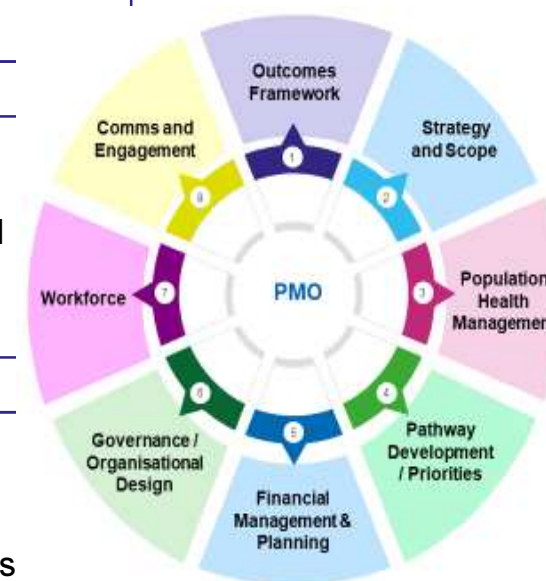 Outcomes
Framework
1
Strategy
and Scope
2
Population
Health
Managemen
3
Pathway
Development
/ Priorities
4
Financial
Management &
Planning
5
Governance /
Organisational
Design
6
Workforce
7
Comms and
Engagement
8
PMO
l
s